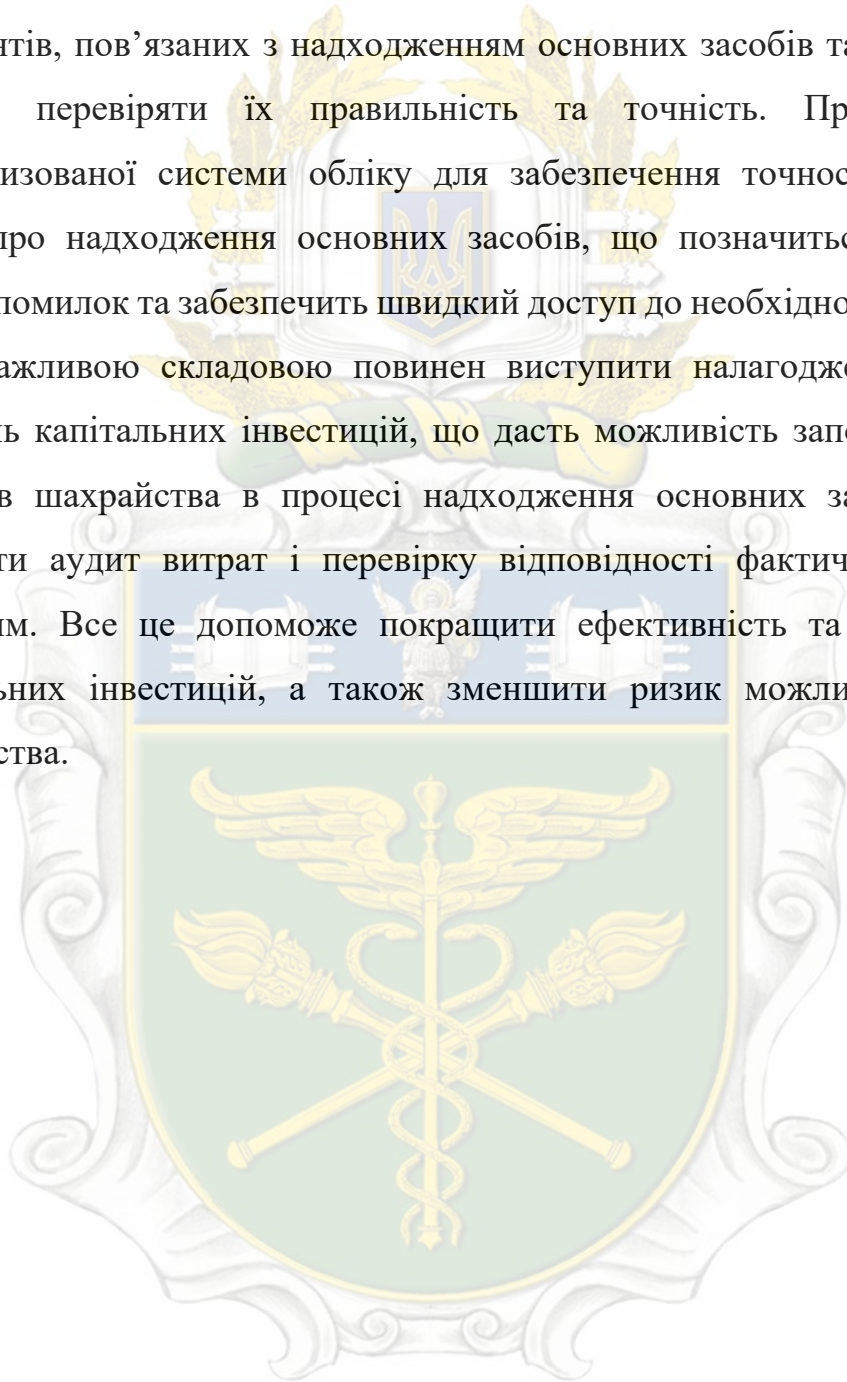 нтів, пов’язаних з надходженням основних засобів та
перевіряти їх правильність та точність. Пр
изованої системи обліку для забезпечення точнос
про надходження основних засобів, що позначитьс
помилок та забезпечить швидкий доступ до необхідно
ажливою складовою повинен виступити налагодже
ь капітальних інвестицій, що дасть можливість запо
в шахрайства в процесі надходження основних за
ти аудит витрат і перевірку відповідності фактич
им. Все це допоможе покращити ефективність та
ьних інвестицій, а також зменшити ризик можли
ства.